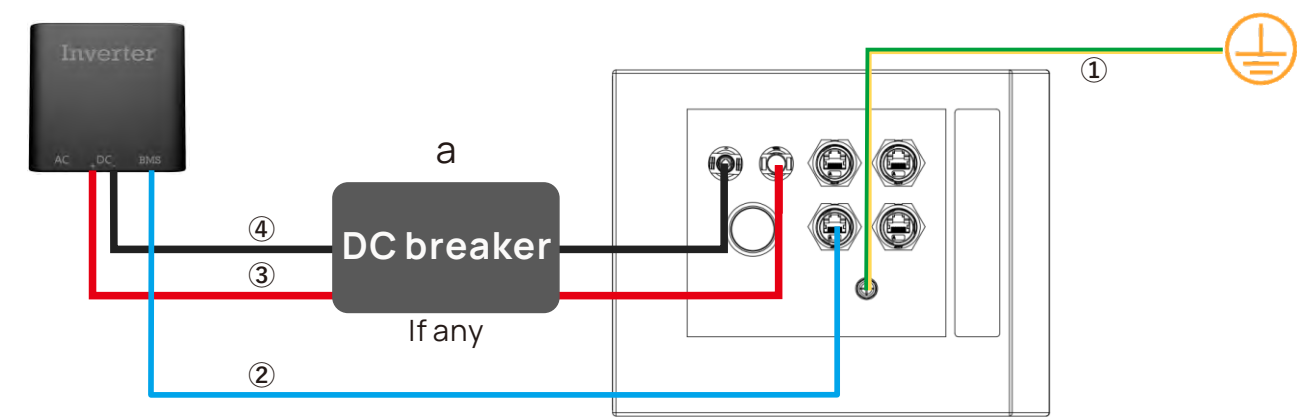 Inverter
AC + DC - BMS
①
a
④
DC breaker
③
If any
②